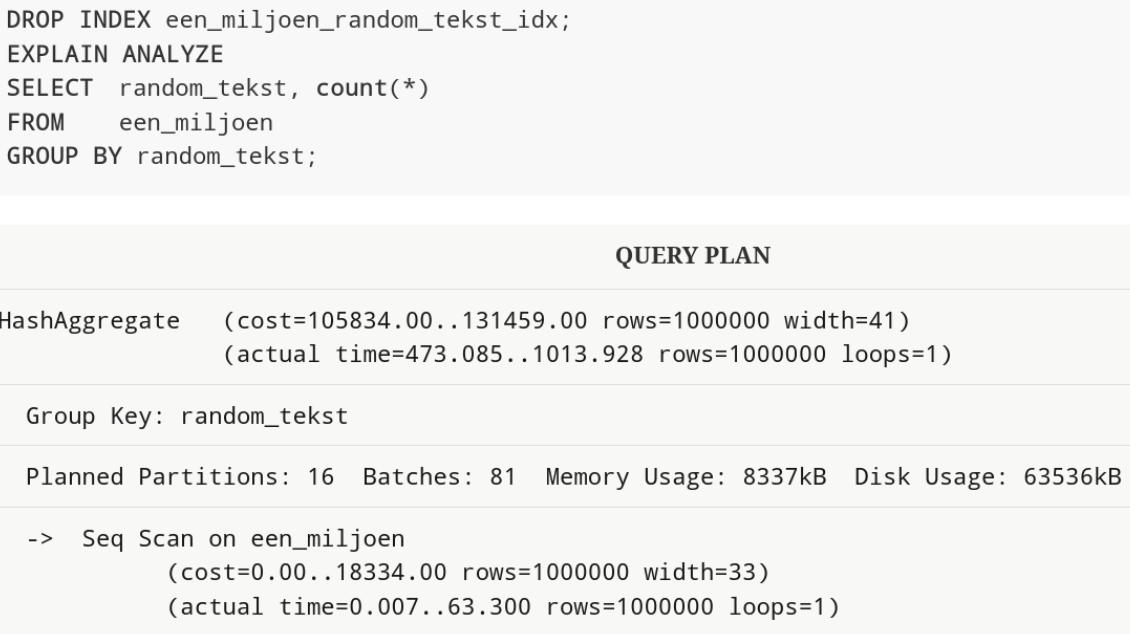 DROP INDEX een_miljoen_random_tekst_idx;
EXPLAIN ANALYZE
SELECT  random_tekst, count(*)
FROM    een_miljoen
GROUP BY random_tekst;
QUERY PLAN
HashAggregate   (cost=105834.00..131459.00 rows=1000000 width=41)
(actual time=473.085..1013.928 rows=1000000 loops=1)
Group Key: random_tekst
Planned Partitions: 16  Batches: 81  Memory Usage: 8337kB  Disk Usage: 63536kB
->  Seq Scan on een_miljoen
(cost=0.00..18334.00 rows=1000000 width=33)
(actual time=0.007..63.300 rows=1000000 loops=1)